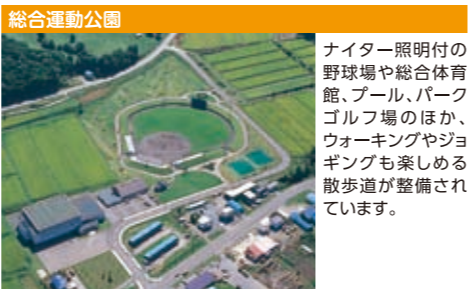 総合運動公園
ナイター照明付の
野球場や総合体育
館、プール、パーク
ゴルフ場のほか、
ウォーキングやジョ
ギングも楽しめる
散歩道が整備され
ています。